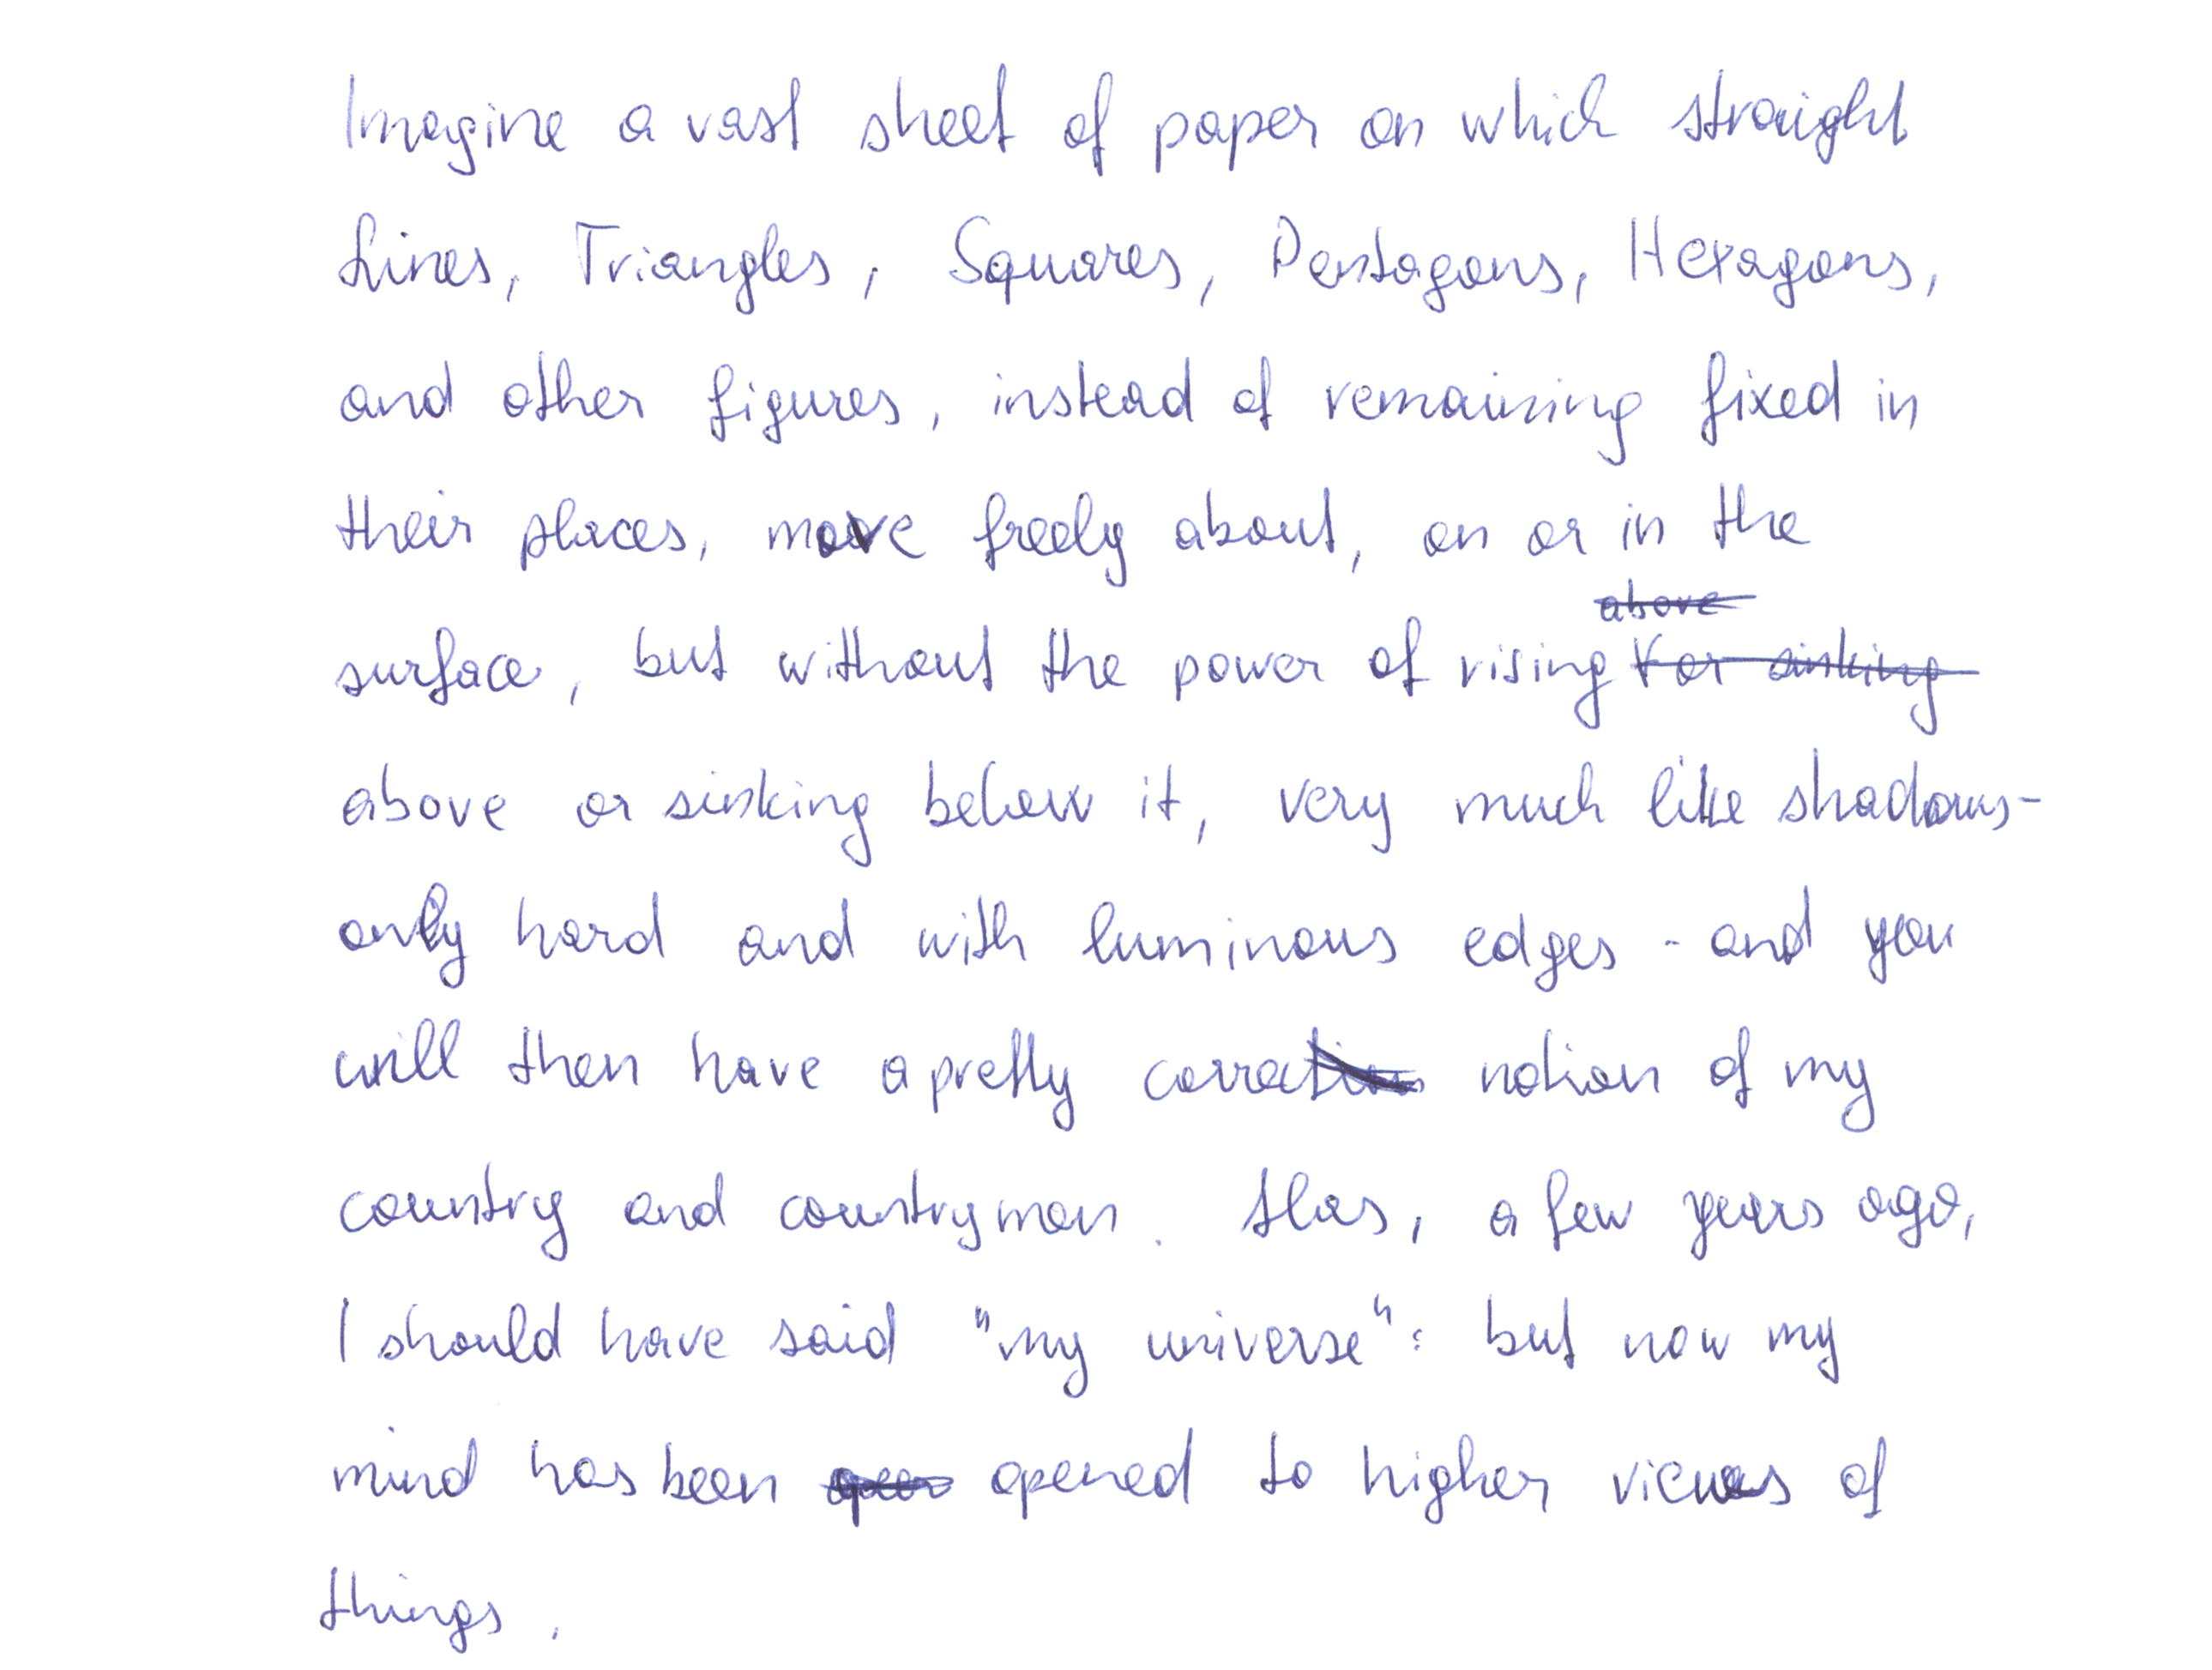 Imagine a vast sheet of paper on which straight
Lines, Triangles, Squares, Pentagons, Hexagons,
and other figures, instead of remaining fixed in
their places, move freely about, on or in the
above
surface, but without the power of rising or sinking
above or sinking below it, very much like shadows-
only hard and with luminous edges - and you
will then have a pretty correct notion of my
country and countrymen. Alas, a few years ago,
I should have said "my universe": but now my
mind has been opened to higher views of
things.